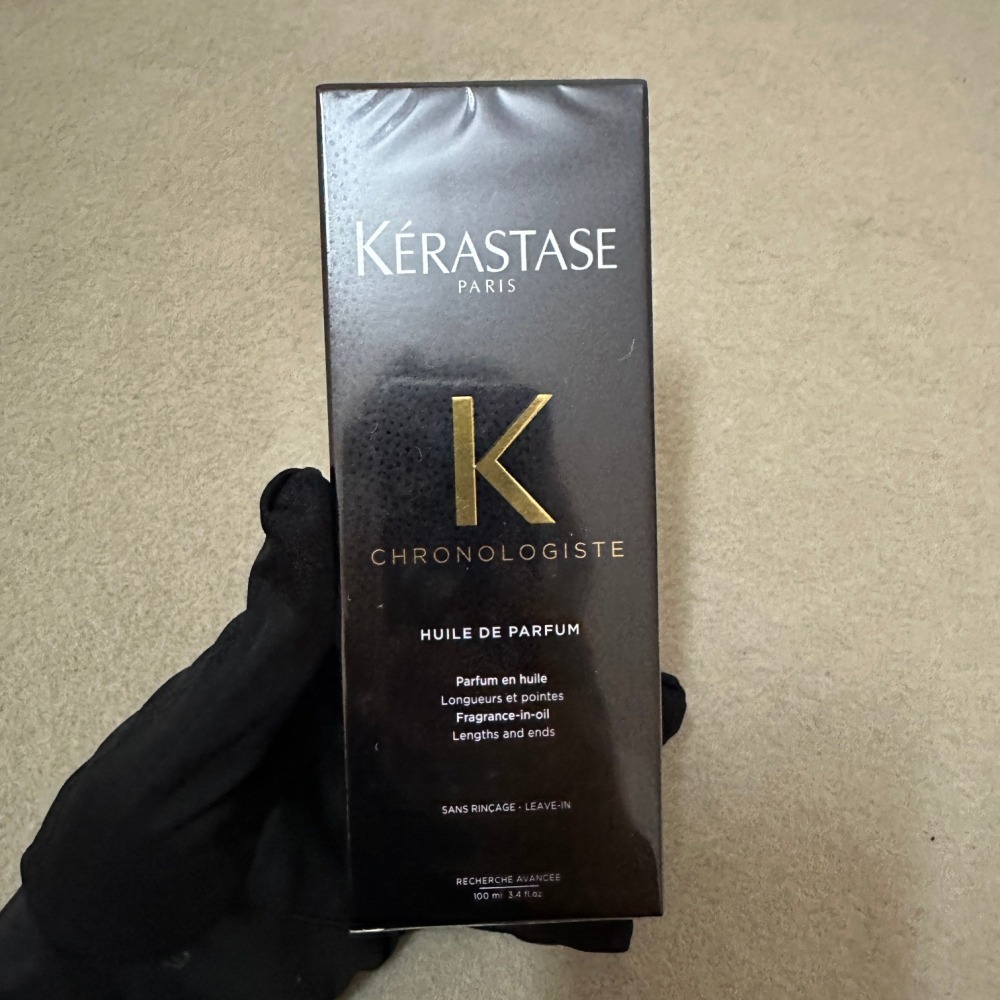 KÉRASTASE
PARIS
K
CHRONOLOGISTE
HUILE DE PARFUM
Parfum en huile
Longueurs et pointes
Fragrance-in-oil
Lengths and ends
SANS RINÇAGE - LEAVE-IN
RECHERCHE AVANCÉE
100 ml 3.4 fl.oz